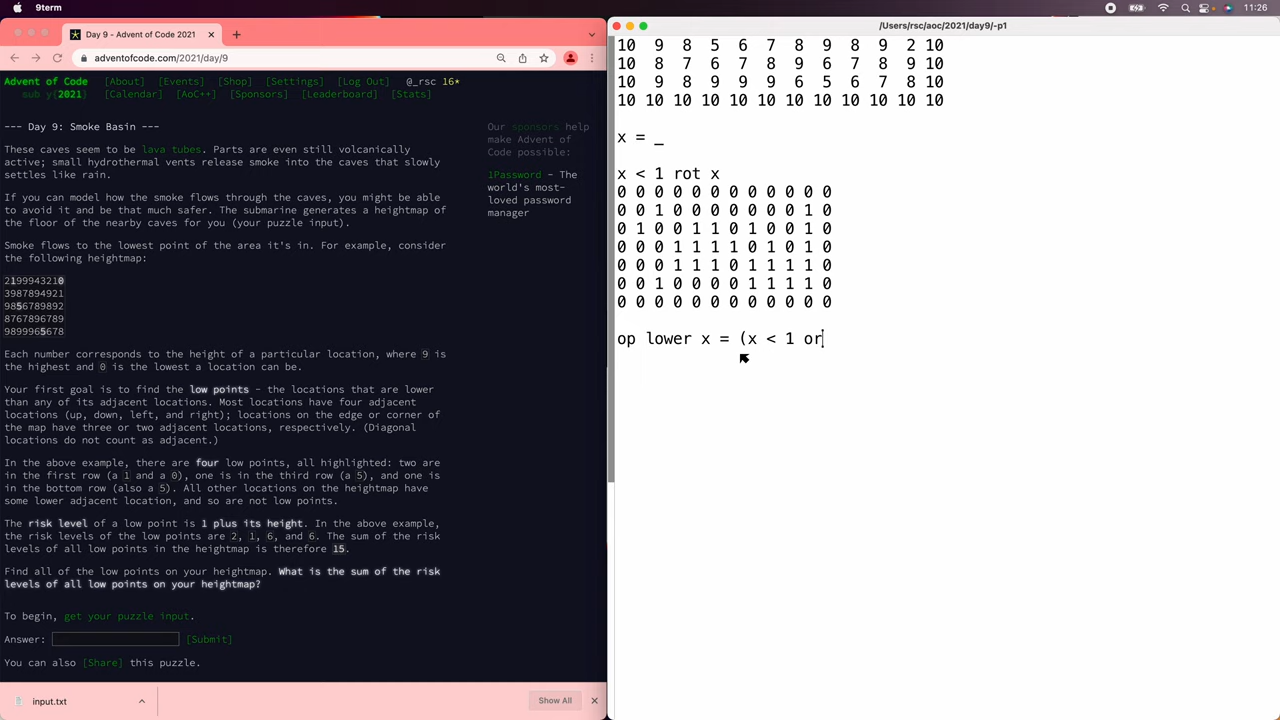 9term
11:26
Day 9 - Advent of Code 2021
adventofcode.com/2021/day/9
Advent of Code [About] [Events] [Shop] [Settings] [Log Out] @_rsc 16*
sub y{2021} [Calendar] [AoC++] [Sponsors] [Leaderboard] [Stats]
--- Day 9: Smoke Basin ---
These caves seem to be lava tubes. Parts are even still volcanically
active; small hydrothermal vents release smoke into the caves that slowly
settles like rain.
If you can model how the smoke flows through the caves, you might be able
to avoid it and be that much safer. The submarine generates a heightmap of
the floor of the nearby caves for you (your puzzle input).
Smoke flows to the lowest point of the area it's in. For example, consider
the following heightmap:
2199943210
3987894921
9856789892
8767896789
9899965678
Each number corresponds to the height of a particular location, where 9 is
the highest and 0 is the lowest a location can be.
Your first goal is to find the low points - the locations that are lower
than any of its adjacent locations. Most locations have four adjacent
locations (up, down, left, and right); locations on the edge or corner of
the map have three or two adjacent locations, respectively. (Diagonal
locations do not count as adjacent.)
In the above example, there are four low points, all highlighted: two are
in the first row (a 1 and a 0), one is in the third row (a 5), and one is
in the bottom row (also a 5). All other locations on the heightmap have
some lower adjacent location, and so are not low points.
The risk level of a low point is 1 plus its height. In the above example,
the risk levels of the low points are 2, 1, 6, and 6. The sum of the risk
levels of all low points in the heightmap is therefore 15.
Find all of the low points on your heightmap. What is the sum of the risk
levels of all low points on your heightmap?
To begin, get your puzzle input.
Answer: [Submit]
You can also [Share] this puzzle.
Our sponsors help
make Advent of
Code possible:
1Password - The
world's most-
loved password
manager
input.txt
Show All
/Users/rsc/aoc/2021/day9/-p1
10 9 8 5 6 7 8 9 8 9 2 10
10 8 7 6 7 8 9 6 7 8 9 10
10 9 8 9 9 9 6 5 6 7 8 10
10 10 10 10 10 10 10 10 10 10 10 10
x = _
x < 1 rot x
0 0 0 0 0 0 0 0 0 0 0 0
0 0 1 0 0 0 0 0 0 0 1 0
0 1 0 0 1 1 0 1 0 0 1 0
0 0 0 1 1 1 1 0 1 0 1 0
0 0 0 1 1 1 0 1 1 1 1 0
0 0 1 0 0 0 0 1 1 1 1 0
0 0 0 0 0 0 0 0 0 0 0 0
op lower x = (x < 1 or